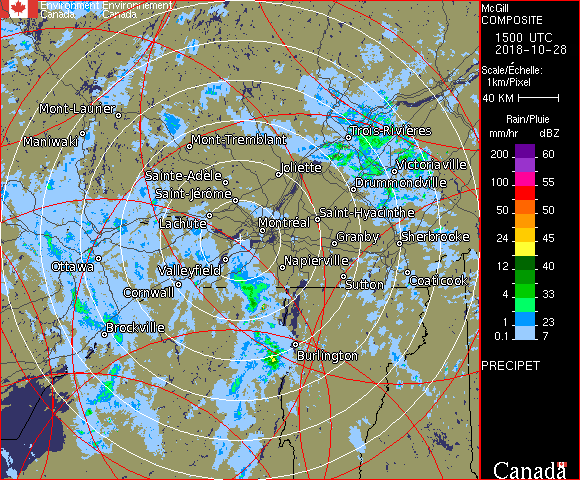 Environment Environnement
Canada Canada
McGill
COMPOSITE
1500 UTC
2018-10-28
Scale/Échelle:
1km/Pixel
40 KM
Rain/Pluie
mm/hr dBZ
200 60
100 55
50 50
24 45
12 40
4 33
1 23
0.1 7
PRECIPET
Canada
Mont-Laurier
Maniwaki
Mont-Tremblant
Trois-Rivières
Joliette
Victoriaville
Sainte-Adèle
Drummondville
Saint-Jérôme
Lachute
Saint-Hyacinthe
Montréal
Granby
Sherbrooke
Ottawa
Valleyfield
Napierville
Cornwall
Sutton
Coaticook
Brockville
Burlington